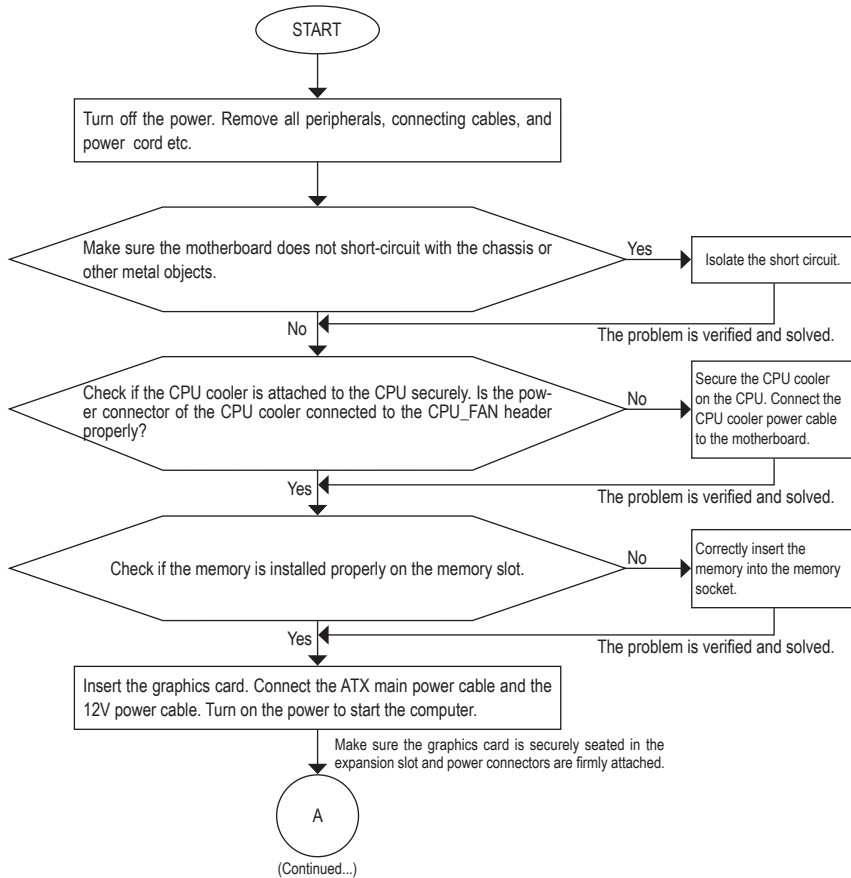 START
Turn off the power. Remove all peripherals, connecting cables, and
power cord etc.
Make sure the motherboard does not short-circuit with the chassis or
other metal objects.
Yes
Isolate the short circuit.
No
The problem is verified and solved.
Check if the CPU cooler is attached to the CPU securely. Is the pow-
er connector of the CPU cooler connected to the CPU_FAN header
properly?
No
Secure the CPU cooler
on the CPU. Connect the
CPU cooler power cable
to the motherboard.
Yes
The problem is verified and solved.
Check if the memory is installed properly on the memory slot.
No
Correctly insert the
memory into the memory
socket.
Yes
The problem is verified and solved.
Insert the graphics card. Connect the ATX main power cable and the
12V power cable. Turn on the power to start the computer.
Make sure the graphics card is securely seated in the
expansion slot and power connectors are firmly attached.
A
(Continued...)